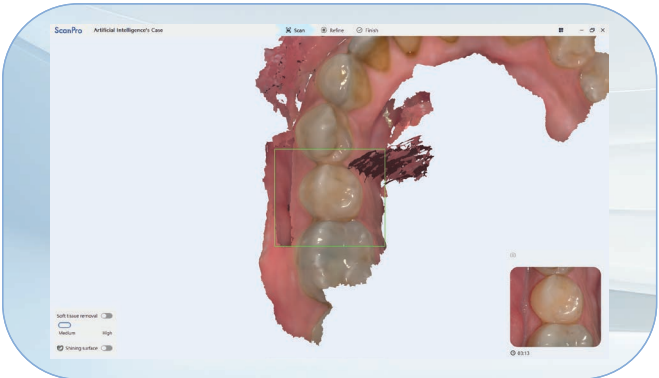 ScanPro Artificial Intelligence's Case Scan Refine Finish
Soft tissue removal
Medium High
Shining surface
03:13